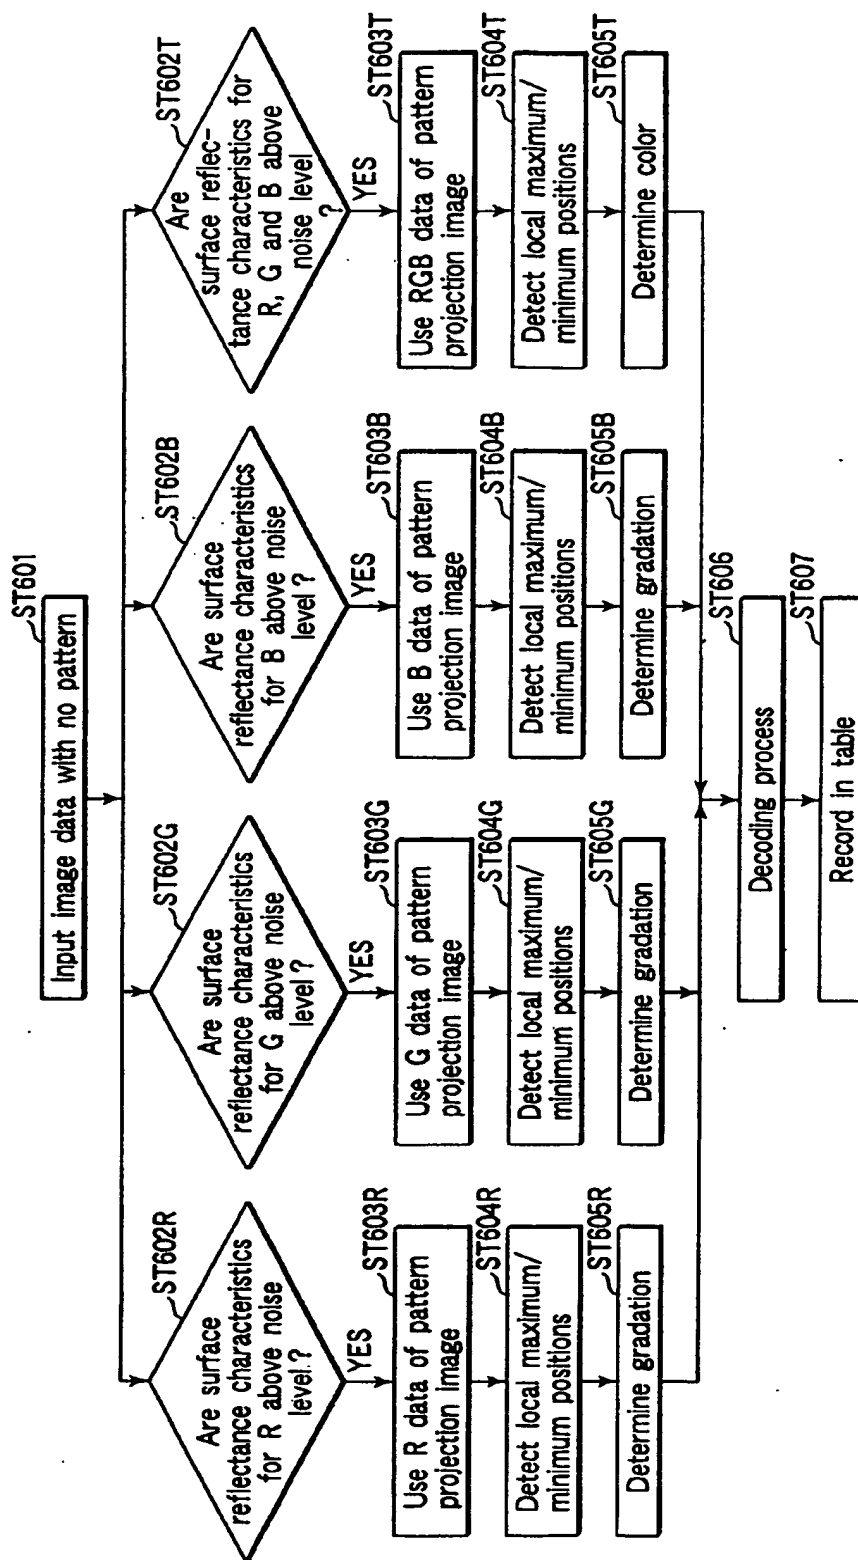 ST601
Input image data with no pattern
ST602R
Are surface
reflectance characteristics
for R above noise
level?
YES
ST603R
Use R data of pattern
projection image
ST604R
Detect local maximum/
minimum positions
ST605R
Determine gradation
ST602G
Are surface
reflectance characteristics
for G above noise
level?
YES
ST603G
Use G data of pattern
projection image
ST604G
Detect local maximum/
minimum positions
ST605G
Determine gradation
ST602B
Are surface
reflectance characteristics
for B above noise
level?
YES
ST603B
Use B data of pattern
projection image
ST604B
Detect local maximum/
minimum positions
ST605B
Determine gradation
ST602T
Are
surface reflec-
tance characteristics for
R, G and B above
noise level
?
YES
ST603T
Use RGB data of pattern
projection image
ST604T
Detect local maximum/
minimum positions
ST605T
Determine color
ST606
Decoding process
ST607
Record in table